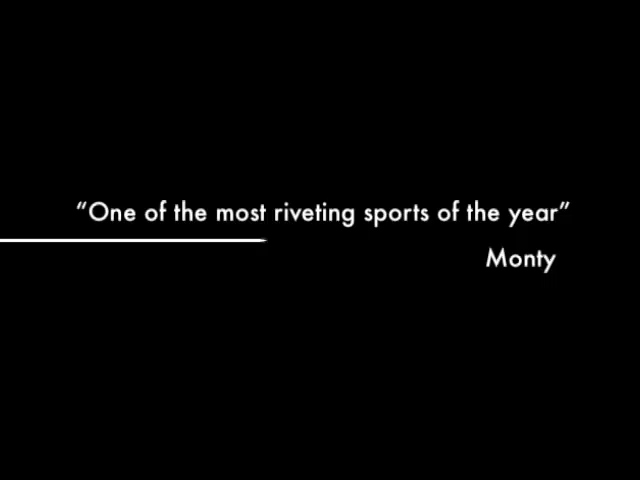 “One of the most riveting sports of the year”
Monty